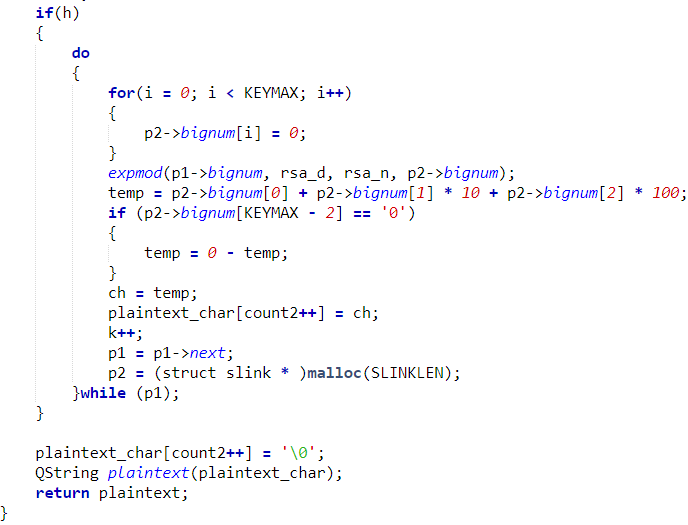 if(h)
{
do
{
for(i = 0; i < KEYMAX; i++)
{
p2->bignum[i] = 0;
}
expmod(p1->bignum, rsa_d, rsa_n, p2->bignum);
temp = p2->bignum[0] + p2->bignum[1] * 10 + p2->bignum[2] * 100;
if (p2->bignum[KEYMAX - 2] == '0')
{
temp = 0 - temp;
}
ch = temp;
plaintext_char[count2++] = ch;
k++;
p1 = p1->next;
p2 = (struct slink * )malloc(SLINKLEN);
}while (p1);
}
plaintext_char[count2++] = '\0';
QString plaintext(plaintext_char);
return plaintext;
}